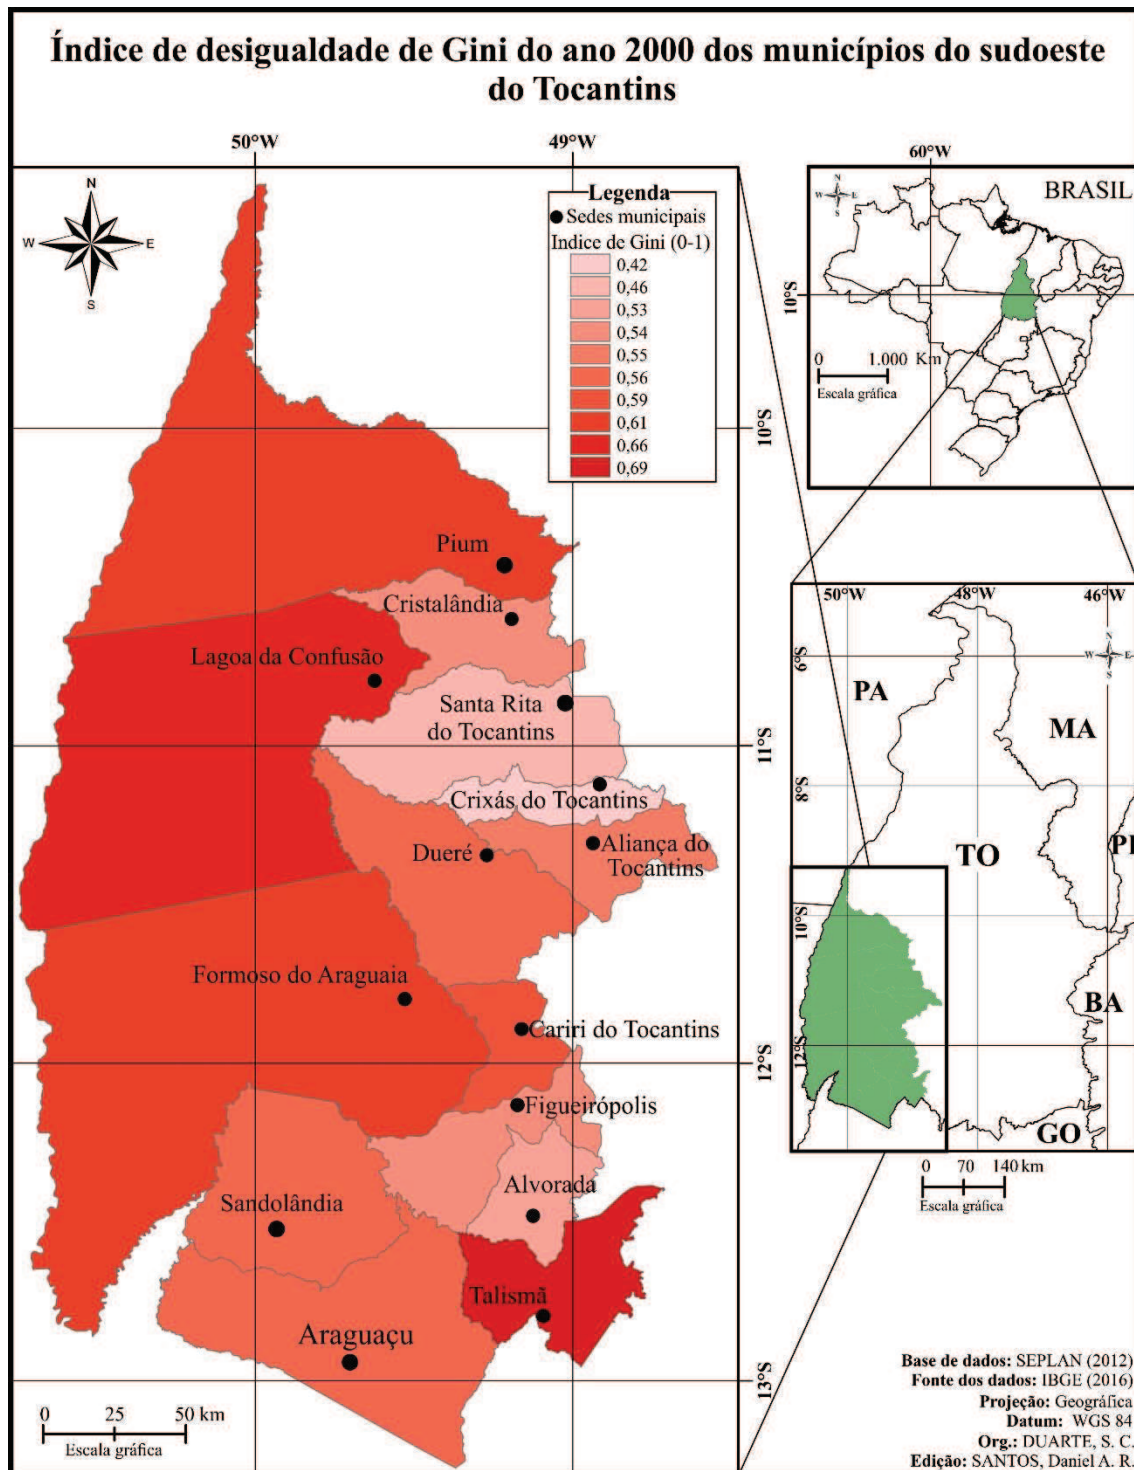 Índice de desigualdade de Gini do ano 2000 dos municípios do sudoeste
do Tocantins
50°W
49°W
N
W
E
S
Legenda
Sedes municipais
Indice de Gini (0-1)
0,42
0,46
0,53
0,54
0,55
0,56
0,59
0,61
0,66
0,69
10°S
11°S
12°S
13°S
Pium
Cristalândia
Lagoa da Confusão
Santa Rita
do Tocantins
Crixás do Tocantins
Dueré
Aliança do
Tocantins
Formoso do Araguaia
Cariri do Tocantins
Figueirópolis
Alvorada
Sandolândia
Talismã
Araguaçu
0 25 50 km
Escala gráfica
60°W
N
W
E
S
BRASIL
10°S
0 1.000 Km
Escala gráfica
50°W
48°W
46°W
N
W
E
S
6°S
8°S
10°S
12°S
PA
MA
TO
PI
BA
GO
0 70 140 km
Escala gráfica
Base de dados: SEPLAN (2012)
Fonte dos dados: IBGE (2016)
Projeção: Geográfica
Datum: WGS 84
Org.: DUARTE, S. C.
Edição: SANTOS, Daniel A. R.